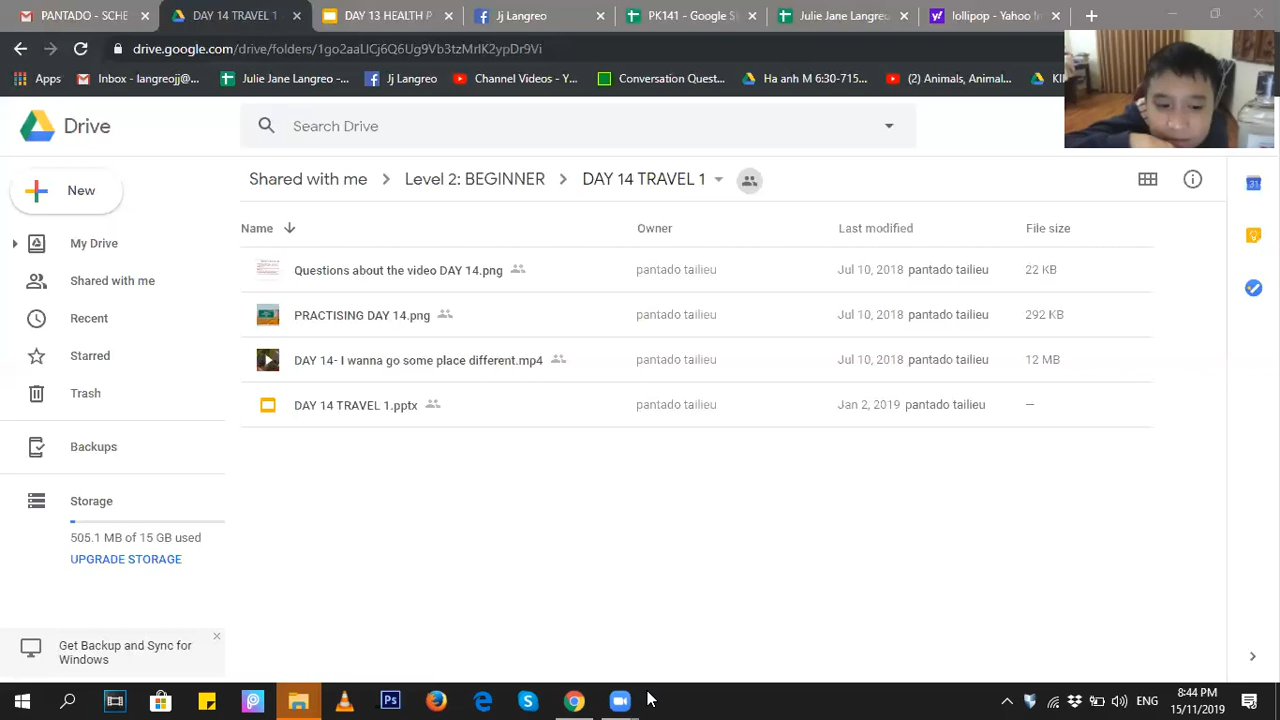 PANTADO - SCHE
DAY 14 TRAVEL 1
DAY 13 HEALTH P
Jj Langreo
PK141 - Google S
Julie Jane Langreo
lollipop - Yahoo I
drive.google.com/drive/folders/1go2aaLlCj6Q6Ug9Vb3tzMrIK2ypDr9Vi
Apps
Inbox - langreojj@...
Julie Jane Langreo...
Jj Langreo
Channel Videos - Y...
Conversation Quest...
Ha anh M 6:30-715...
(2) Animals, Animal...
Drive
Search Drive
New
Shared with me
Level 2: BEGINNER
DAY 14 TRAVEL 1
Name
Owner
Last modified
File size
My Drive
Shared with me
Recent
Starred
Trash
Backups
Storage
505.1 MB of 15 GB used
UPGRADE STORAGE
Get Backup and Sync for
Windows
Questions about the video DAY 14.png
pantado tailieu
Jul 10, 2018 pantado tailieu
22 KB
PRACTISING DAY 14.png
pantado tailieu
Jul 10, 2018 pantado tailieu
292 KB
DAY 14- I wanna go some place different.mp4
pantado tailieu
Jul 10, 2018 pantado tailieu
12 MB
DAY 14 TRAVEL 1.pptx
pantado tailieu
Jan 2, 2019 pantado tailieu
—
31
Ps
ENG
8:44 PM
15/11/2019